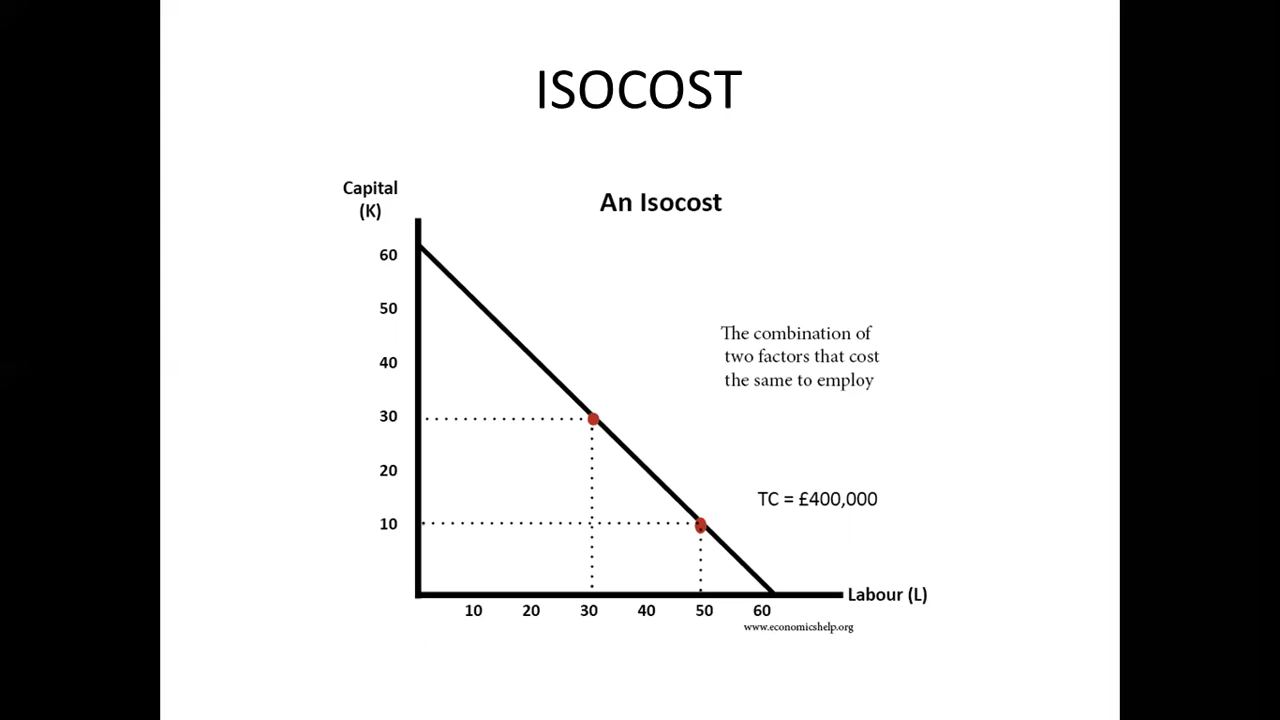 ISOCOST
Capital
(K)
An Isocost
60
50
40
30
20
10
The combination of
two factors that cost
the same to employ
TC = £400,000
Labour (L)
10 20 30 40 50 60
www.economicshelp.org